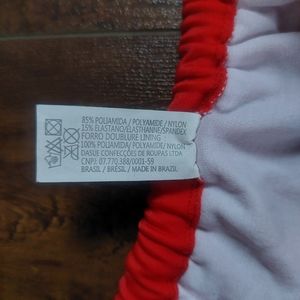 85% POLIAMIDA / POLYAMIDE / NYLON
15% ELASTANO/ELASTHANNE/SPANDEX
FORRO DOUBLURE LINING
100% POLIAMIDA / POLYAMIDE / NYLON
DASUE CONFECÇÕES DE ROUPAS LTDA
CNPJ: 07.770.388/0001-59
BRASIL / BRÉSIL / MADE IN BRAZIL